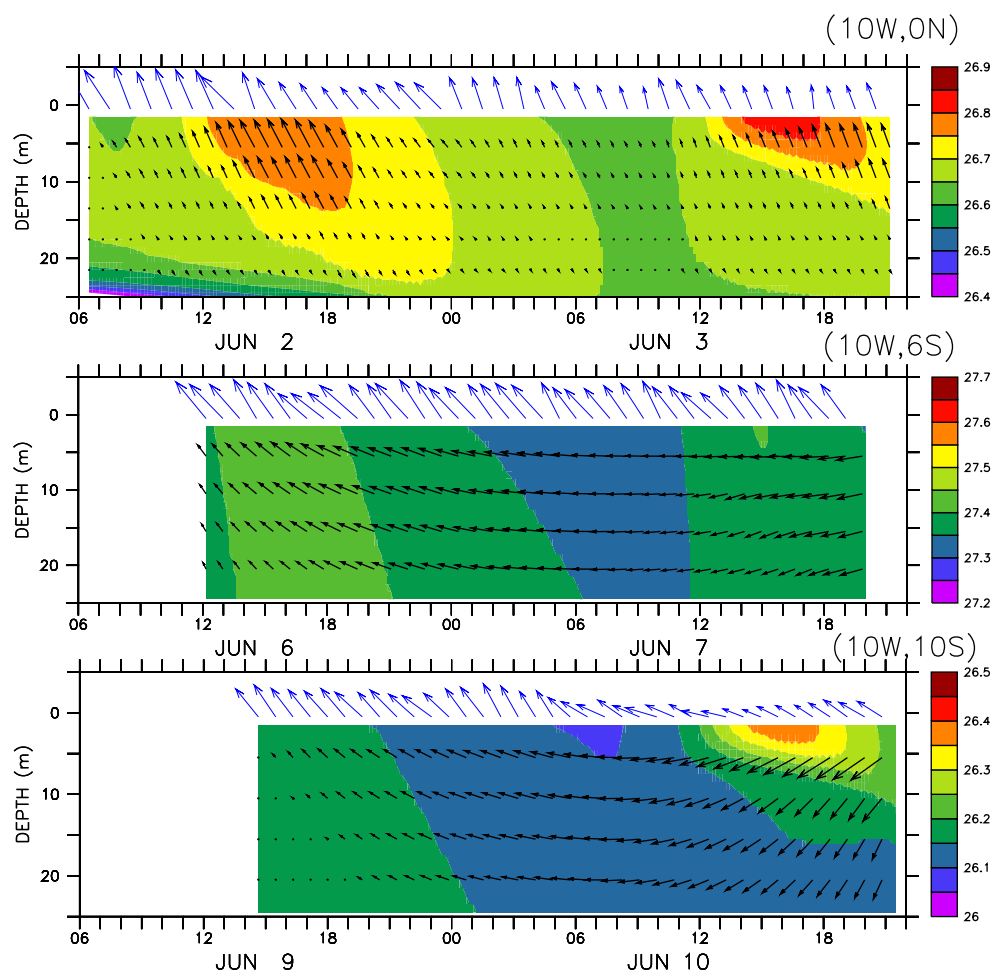 (10W,0N)
DEPTH (m)
0
10
20
06 12 18 00 06 12 18
JUN 2 JUN 3
26.9
26.8
26.7
26.6
26.5
26.4
(10W,6S)
DEPTH (m)
0
10
20
06 12 18 00 06 12 18
JUN 6 JUN 7
27.7
27.6
27.5
27.4
27.3
27.2
(10W,10S)
DEPTH (m)
0
10
20
06 12 18 00 06 12 18
JUN 9 JUN 10
26.5
26.4
26.3
26.2
26.1
26